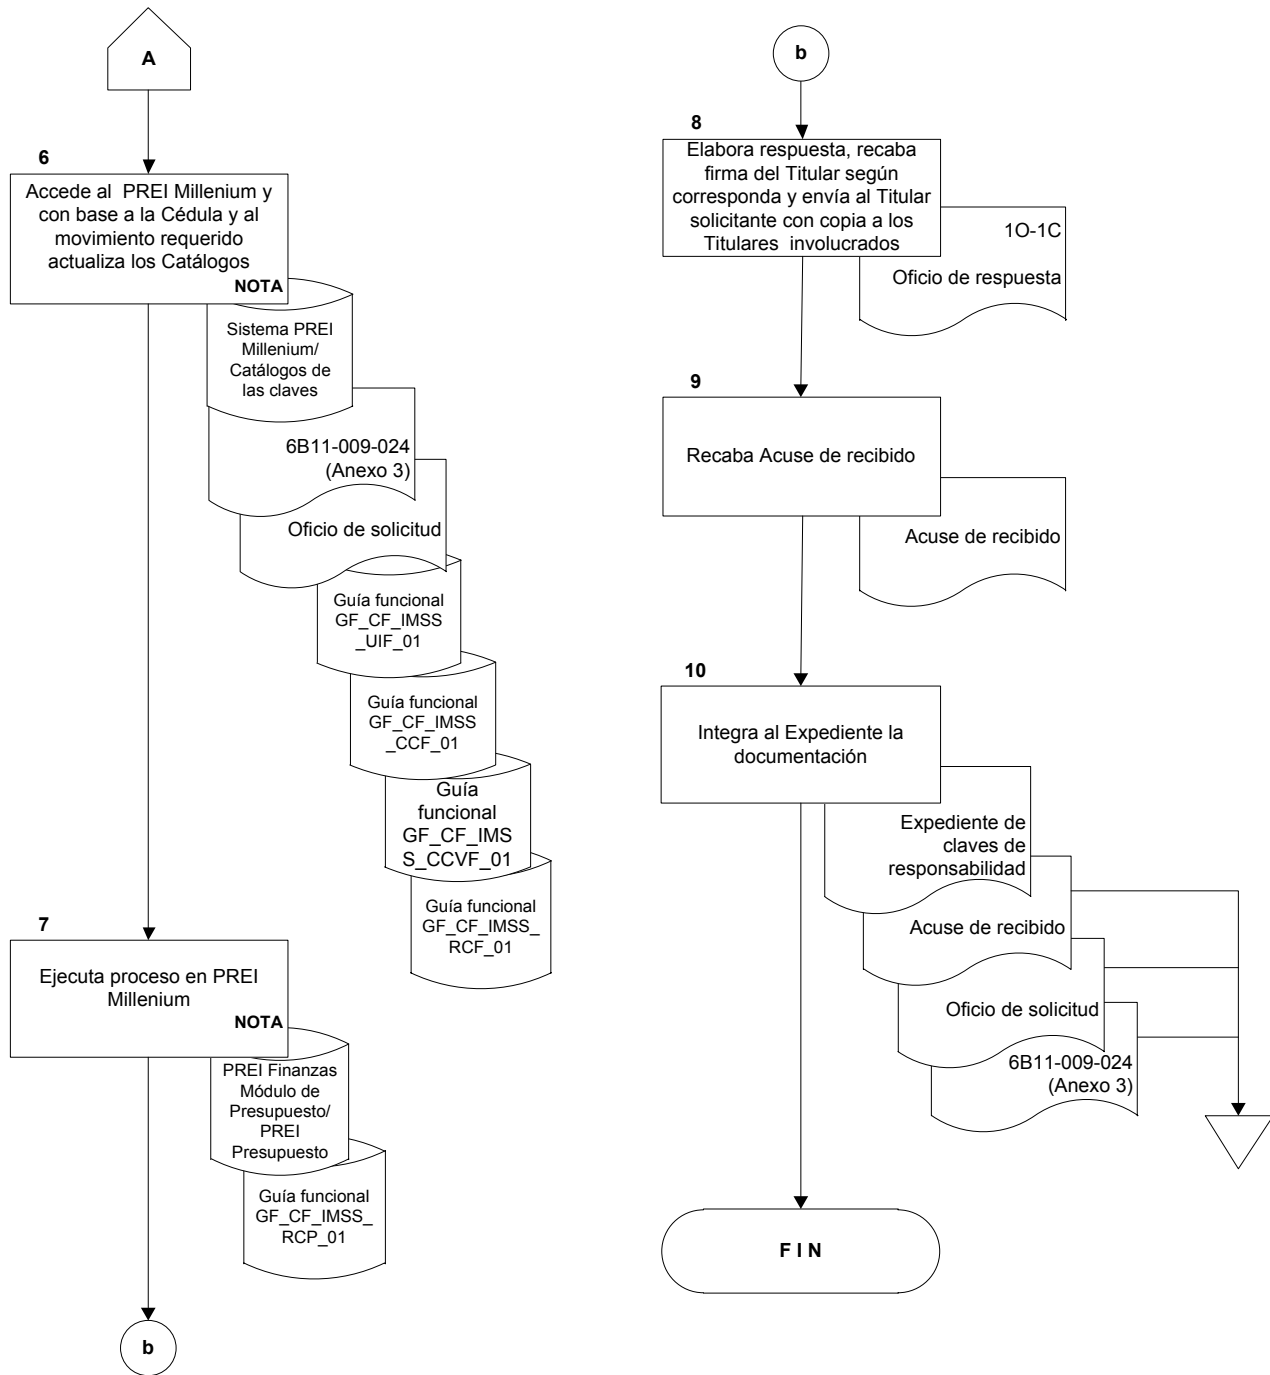 A
6
Accede al PREI Millenium y
con base a la Cédula y al
movimiento requerido
actualiza los Catálogos
NOTA
Sistema PREI
Millenium/
Catálogos de
las claves
6B11-009-024
(Anexo 3)
Oficio de solicitud
Guía funcional
GF_CF_IMSS
_UIF_01
Guía funcional
GF_CF_IMSS
_CCF_01
Guía
funcional
GF_CF_IMS
S_CCVF_01
Guía funcional
GF_CF_IMSS_
RCF_01
7
Ejecuta proceso en PREI
Millenium
NOTA
PREI Finanzas
Módulo de
Presupuesto/
PREI
Presupuesto
Guía funcional
GF_CF_IMSS_
RCP_01
b
b
8
Elabora respuesta, recaba
firma del Titular según
corresponda y envía al Titular
solicitante con copia a los
Titulares involucrados
1O-1C
Oficio de respuesta
9
Recaba Acuse de recibido
Acuse de recibido
10
Integra al Expediente la
documentación
Expediente de
claves de
responsabilidad
Acuse de recibido
Oficio de solicitud
6B11-009-024
(Anexo 3)
F I N